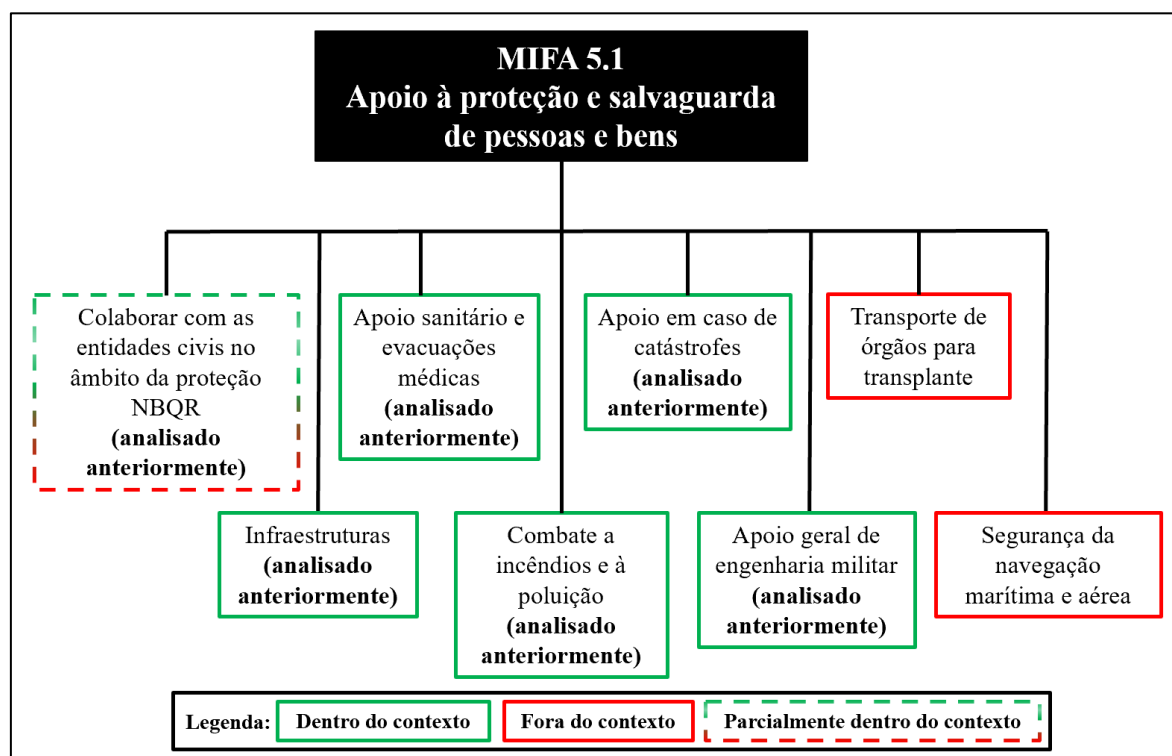 MIFA 5.1
Apoio à proteção e salvaguarda
de pessoas e bens
Colaborar com as
entidades civis no
âmbito da proteção
NBQR
(analisado
anteriormente)
Apoio sanitário e
evacuações
médicas
(analisado
anteriormente)
Apoio em caso de
catástrofes
(analisado
anteriormente)
Transporte de
órgãos para
transplante
Infraestruturas
(analisado
anteriormente)
Combate a
incêndios e à
poluição
(analisado
anteriormente)
Apoio geral de
engenharia militar
(analisado
anteriormente)
Segurança da
navegação
marítima e aérea
Legenda: Dentro do contexto Fora do contexto Parcialmente dentro do contexto